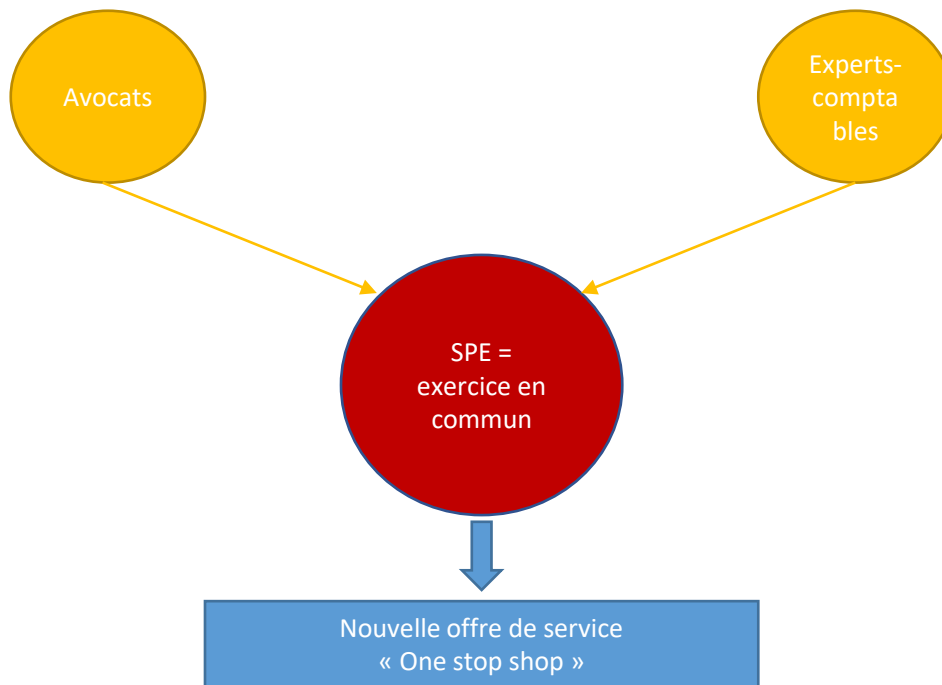 Avocats
Experts-
compta
bles
SPE =
exercice en
commun
Nouvelle offre de service
« One stop shop »